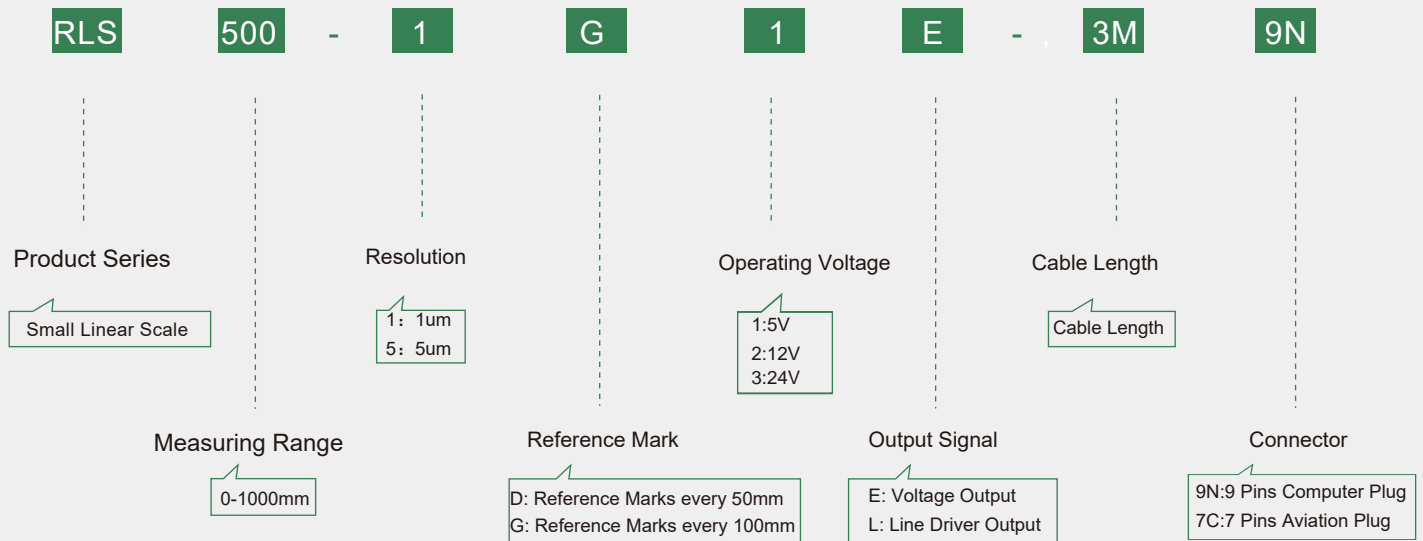 RLS 500 - 1 G 1 E - , 3M 9N
Product Series
Small Linear Scale
Resolution
1：1um
5：5um
Operating Voltage
1:5V
2:12V
3:24V
Cable Length
Cable Length
Measuring Range
0-1000mm
Reference Mark
D: Reference Marks every 50mm
G: Reference Marks every 100mm
Output Signal
E: Voltage Output
L: Line Driver Output
Connector
9N:9 Pins Computer Plug
7C:7 Pins Aviation Plug